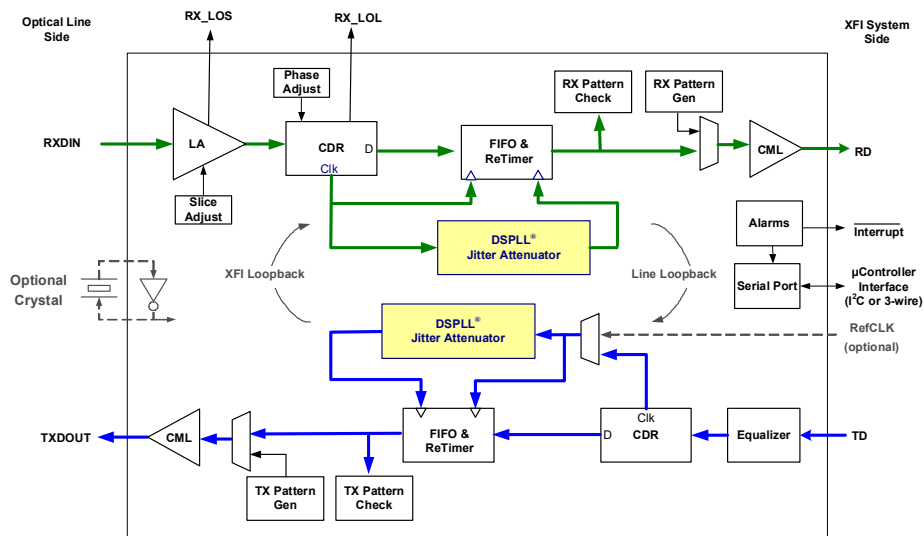 Optical Line
Side
RX_LOS
RX_LOL
XFI System
Side
Phase
Adjust
RX Pattern
Check
RX Pattern
Gen
RXDIN
LA
CDR
D
Clk
FIFO &
ReTimer
CML
RD
Slice
Adjust
DSPLL®
Jitter Attenuator
Alarms
Interrupt
XFI Loopback
Line Loopback
Optional
Crystal
Serial Port
µController
Interface
(I²C or 3-wire)
DSPLL®
Jitter Attenuator
RefCLK
(optional)
TXDOUT
CML
FIFO &
ReTimer
Clk
D
CDR
Equalizer
TD
TX Pattern
Gen
TX Pattern
Check